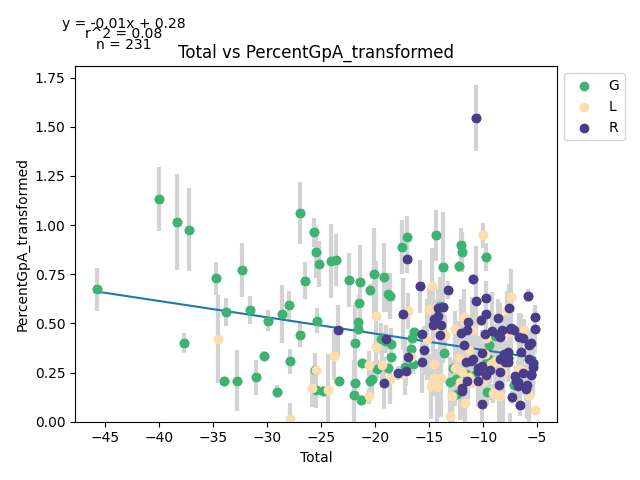 y = -0.01x + 0.28
r^2 = 0.08
n = 231
Total vs PercentGpA_transformed
G
L
R
PercentGpA_transformed
1.75
1.50
1.25
1.00
0.75
0.50
0.25
0.00
−45 −40 −35 −30 −25 −20 −15 −10 −5
Total